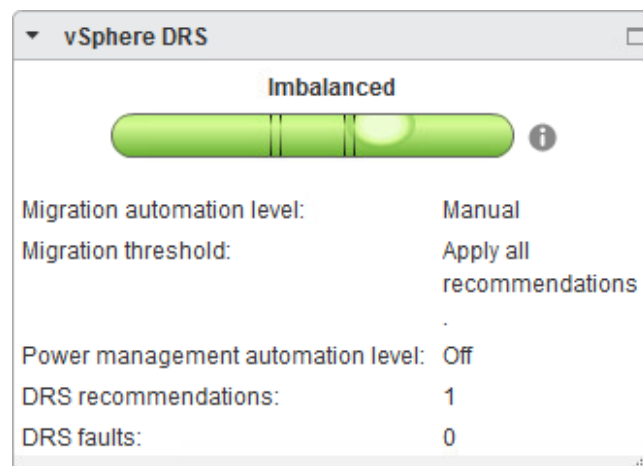 vSphere DRS
Imbalanced
Migration automation level: Manual
Migration threshold: Apply all
recommendations
.
Power management automation level: Off
DRS recommendations: 1
DRS faults: 0